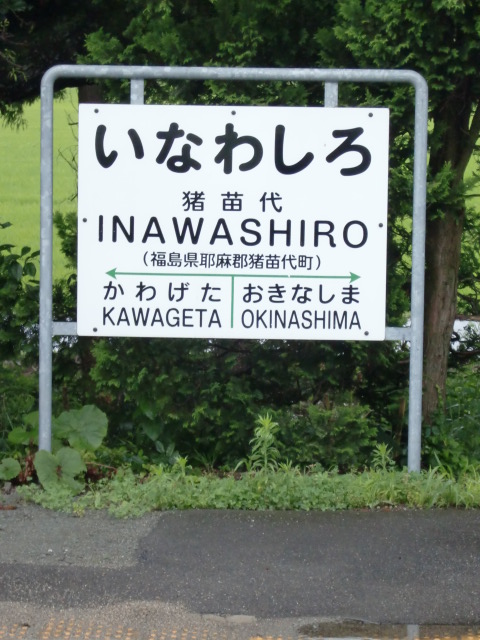 いなわしろ
猪苗代
INAWASHIRO
(福島県耶麻郡猪苗代町)
かわげた おきなしま
KAWAGETA OKINASHIMA